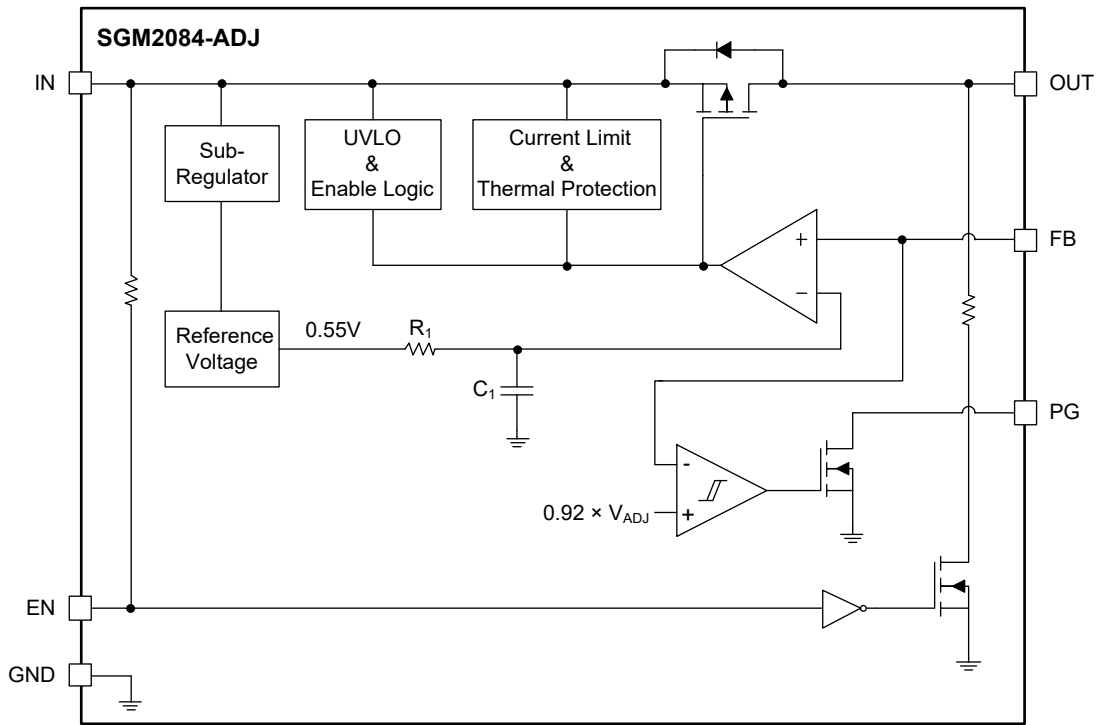 SGM2084-ADJ
IN
OUT
Sub-
Regulator
UVLO
&
Enable Logic
Current Limit
&
Thermal Protection
+
FB
−
Reference
Voltage
0.55V
R₁
C₁
PG
-
0.92 × V_ADJ
+
EN
GND